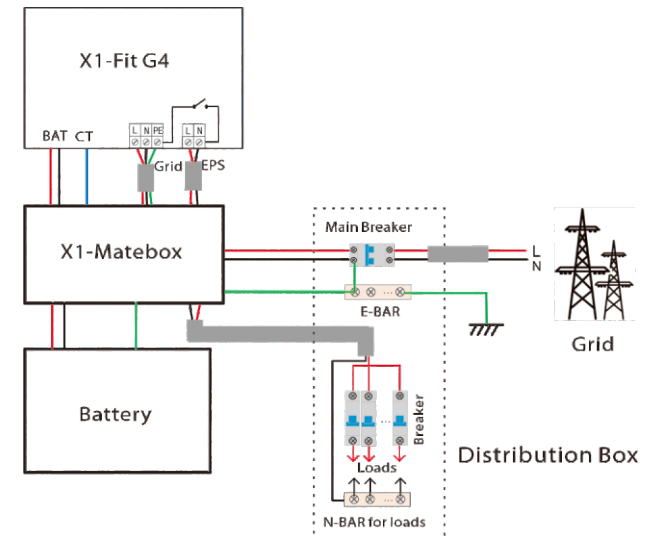 X1-Fit G4
BAT CT
L N PE
L N
Grid
EPS
X1-Matebox
Main Breaker
L
N
E-BAR
Grid
Battery
Breaker
Loads
Distribution Box
N-BAR for loads